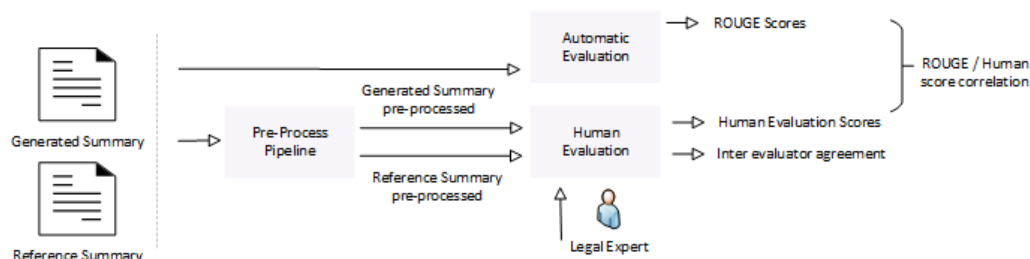 ROUGE Scores
Automatic
Evaluation
ROUGE / Human
score correlation
Generated Summary
pre-processed
Generated Summary
Pre-Process
Pipeline
Human
Evaluation
Human Evaluation Scores
Inter evaluator agreement
Reference Summary
pre-processed
Legal Expert
Reference Summary